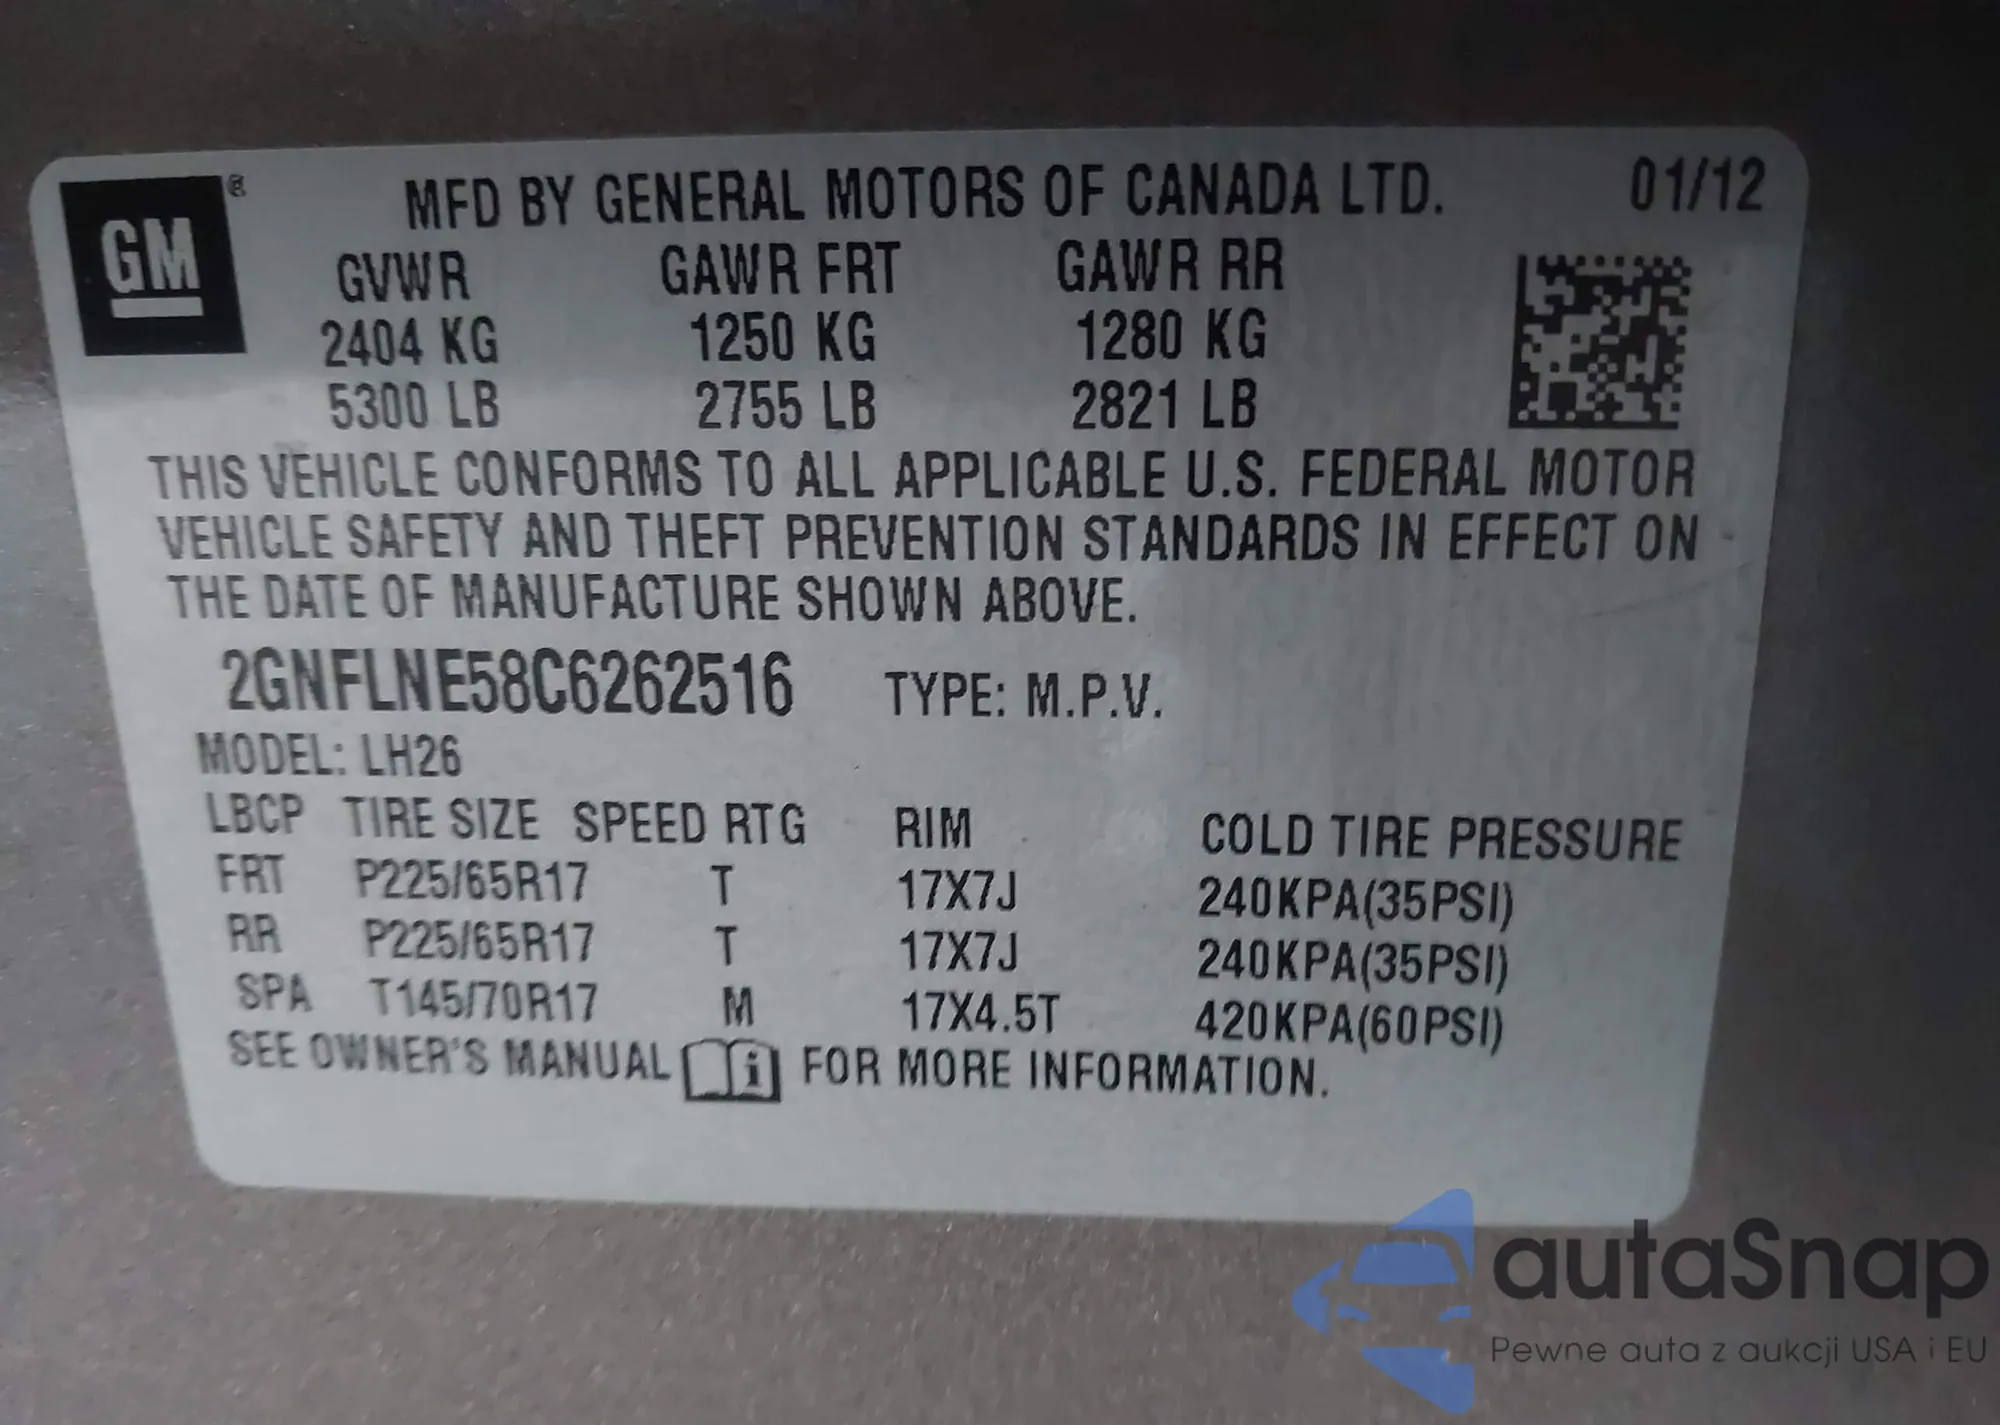 GM ®
MFD BY GENERAL MOTORS OF CANADA LTD. 01/12
GVWR GAWR FRT GAWR RR
2404 KG 1250 KG 1280 KG
5300 LB 2755 LB 2821 LB
THIS VEHICLE CONFORMS TO ALL APPLICABLE U.S. FEDERAL MOTOR
VEHICLE SAFETY AND THEFT PREVENTION STANDARDS IN EFFECT ON
THE DATE OF MANUFACTURE SHOWN ABOVE.
2GNFLNE58C6262516 TYPE: M.P.V.
MODEL: LH26
LBCP TIRE SIZE SPEED RTG RIM COLD TIRE PRESSURE
FRT P225/65R17 T 17X7J 240KPA(35PSI)
RR P225/65R17 T 17X7J 240KPA(35PSI)
SPA T145/70R17 M 17X4.5T 420KPA(60PSI)
SEE OWNER'S MANUAL i FOR MORE INFORMATION.
autaSnap
Pewne auta z aukcji USA i EU